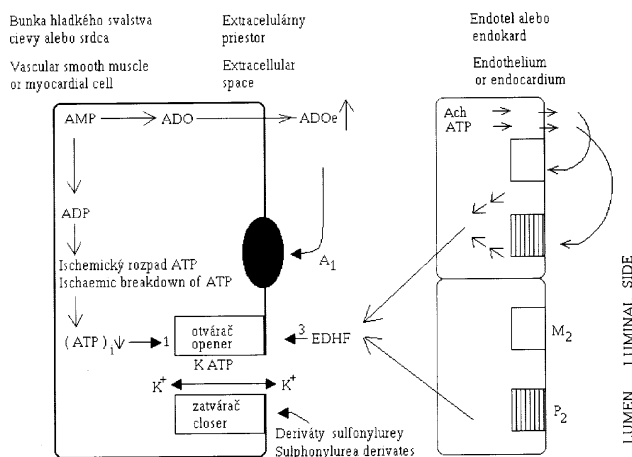 Bunka hladkého svalstva
cievy alebo srdca
Vascular smooth muscle
or myocardial cell
Extracelulárny
priestor
Extracellular
space
Endotel alebo
endokard
Endothelium
or endocardium
AMP ADO ADOe
ADP
Ischemický rozpad ATP
Ischaemic breakdown of ATP
(ATP)i 1
otvárač
opener
K ATP
K+ K+
zatvárač
closer
A1
3 EDHF
Deriváty sulfonylurey
Sulphonylurea derivates
Ach
ATP
M2
P2
LUMEN LUMINAL SIDE